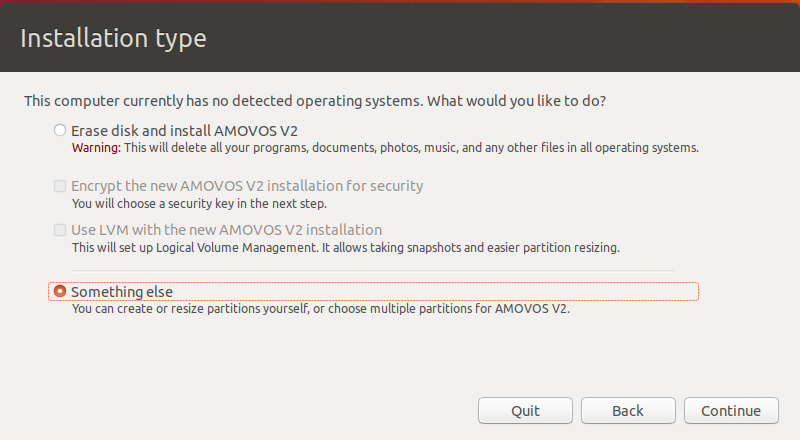 Installation type
This computer currently has no detected operating systems. What would you like to do?
Erase disk and install AMOVOS V2
Warning: This will delete all your programs, documents, photos, music, and any other files in all operating systems.
Encrypt the new AMOVOS V2 installation for security
You will choose a security key in the next step.
Use LVM with the new AMOVOS V2 installation
This will set up Logical Volume Management. It allows taking snapshots and easier partition resizing.
Something else
You can create or resize partitions yourself, or choose multiple partitions for AMOVOS V2.
Quit Back Continue